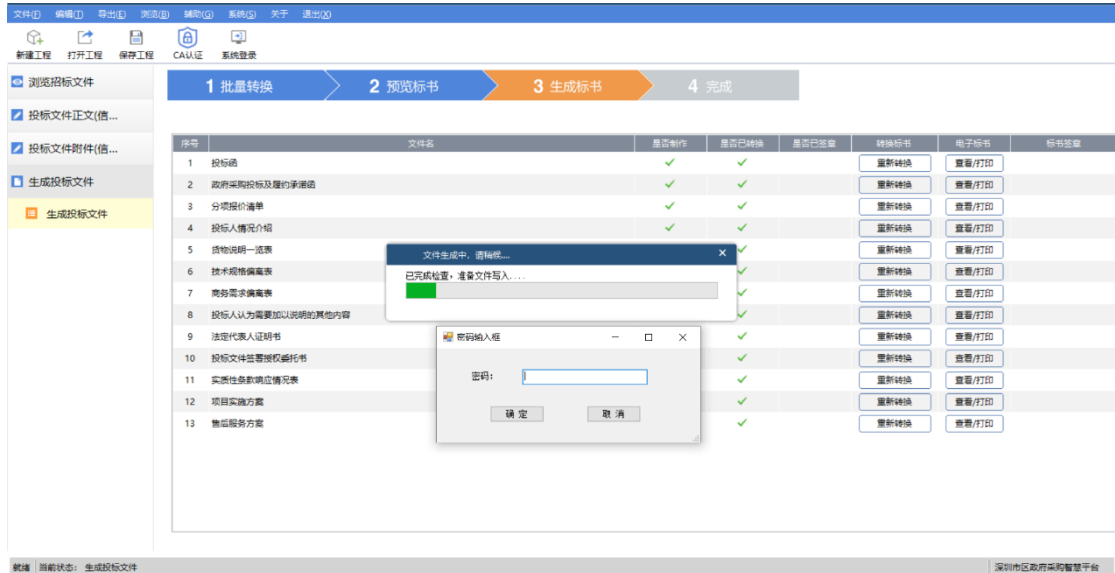 文件(F) 编辑(T) 导出(E) 浏览(B) 辅助(G) 系统(S) 关于 退出(X)
新建工程 打开工程 保存工程 CA认证 系统登录
浏览招标文件
投标文件正文(信...
投标文件附件(信...
生成投标文件
生成投标文件
1 批量转换 2 预览标书 3 生成标书 4 完成
序号 文件名 是否制作 是否已转换 是否已签章 转换标书 电子标书 标书签章
1 投标函 重新转换 查看/打印
2 政府采购投标及履约承诺函 重新转换 查看/打印
3 分项报价清单 重新转换 查看/打印
4 投标人情况介绍 重新转换 查看/打印
5 货物说明一览表 重新转换 查看/打印
6 技术规格偏离表 重新转换 查看/打印
7 商务需求偏离表 重新转换 查看/打印
8 投标人认为需要加以说明的其他内容 重新转换 查看/打印
9 法定代表人证明书 重新转换 查看/打印
10 投标文件签署授权委托书 重新转换 查看/打印
11 实质性条款响应情况表 重新转换 查看/打印
12 项目实施方案 重新转换 查看/打印
13 售后服务方案 重新转换 查看/打印
文件生成中，请稍候....
已完成检查，准备文件写入....
密码输入框
密码：
确 定 取 消
就绪 当前状态： 生成投标文件 深圳市区政府采购智慧平台